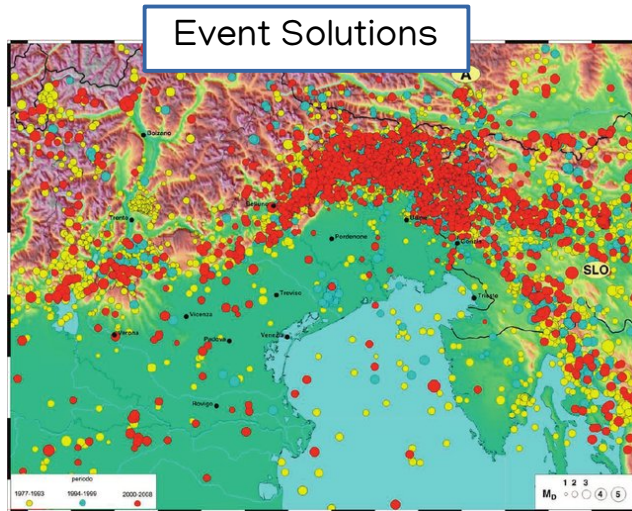 Event Solutions
A
Bolzano
Belluno
Trento
Udine
Pordenone
Gorizia
SLO
Treviso
Trieste
Vicenza
Verona
Padova
Venezia
Rovigo
periodo
1977-1993 1994-1999 2000-2008
1 2 3
MD 4 5